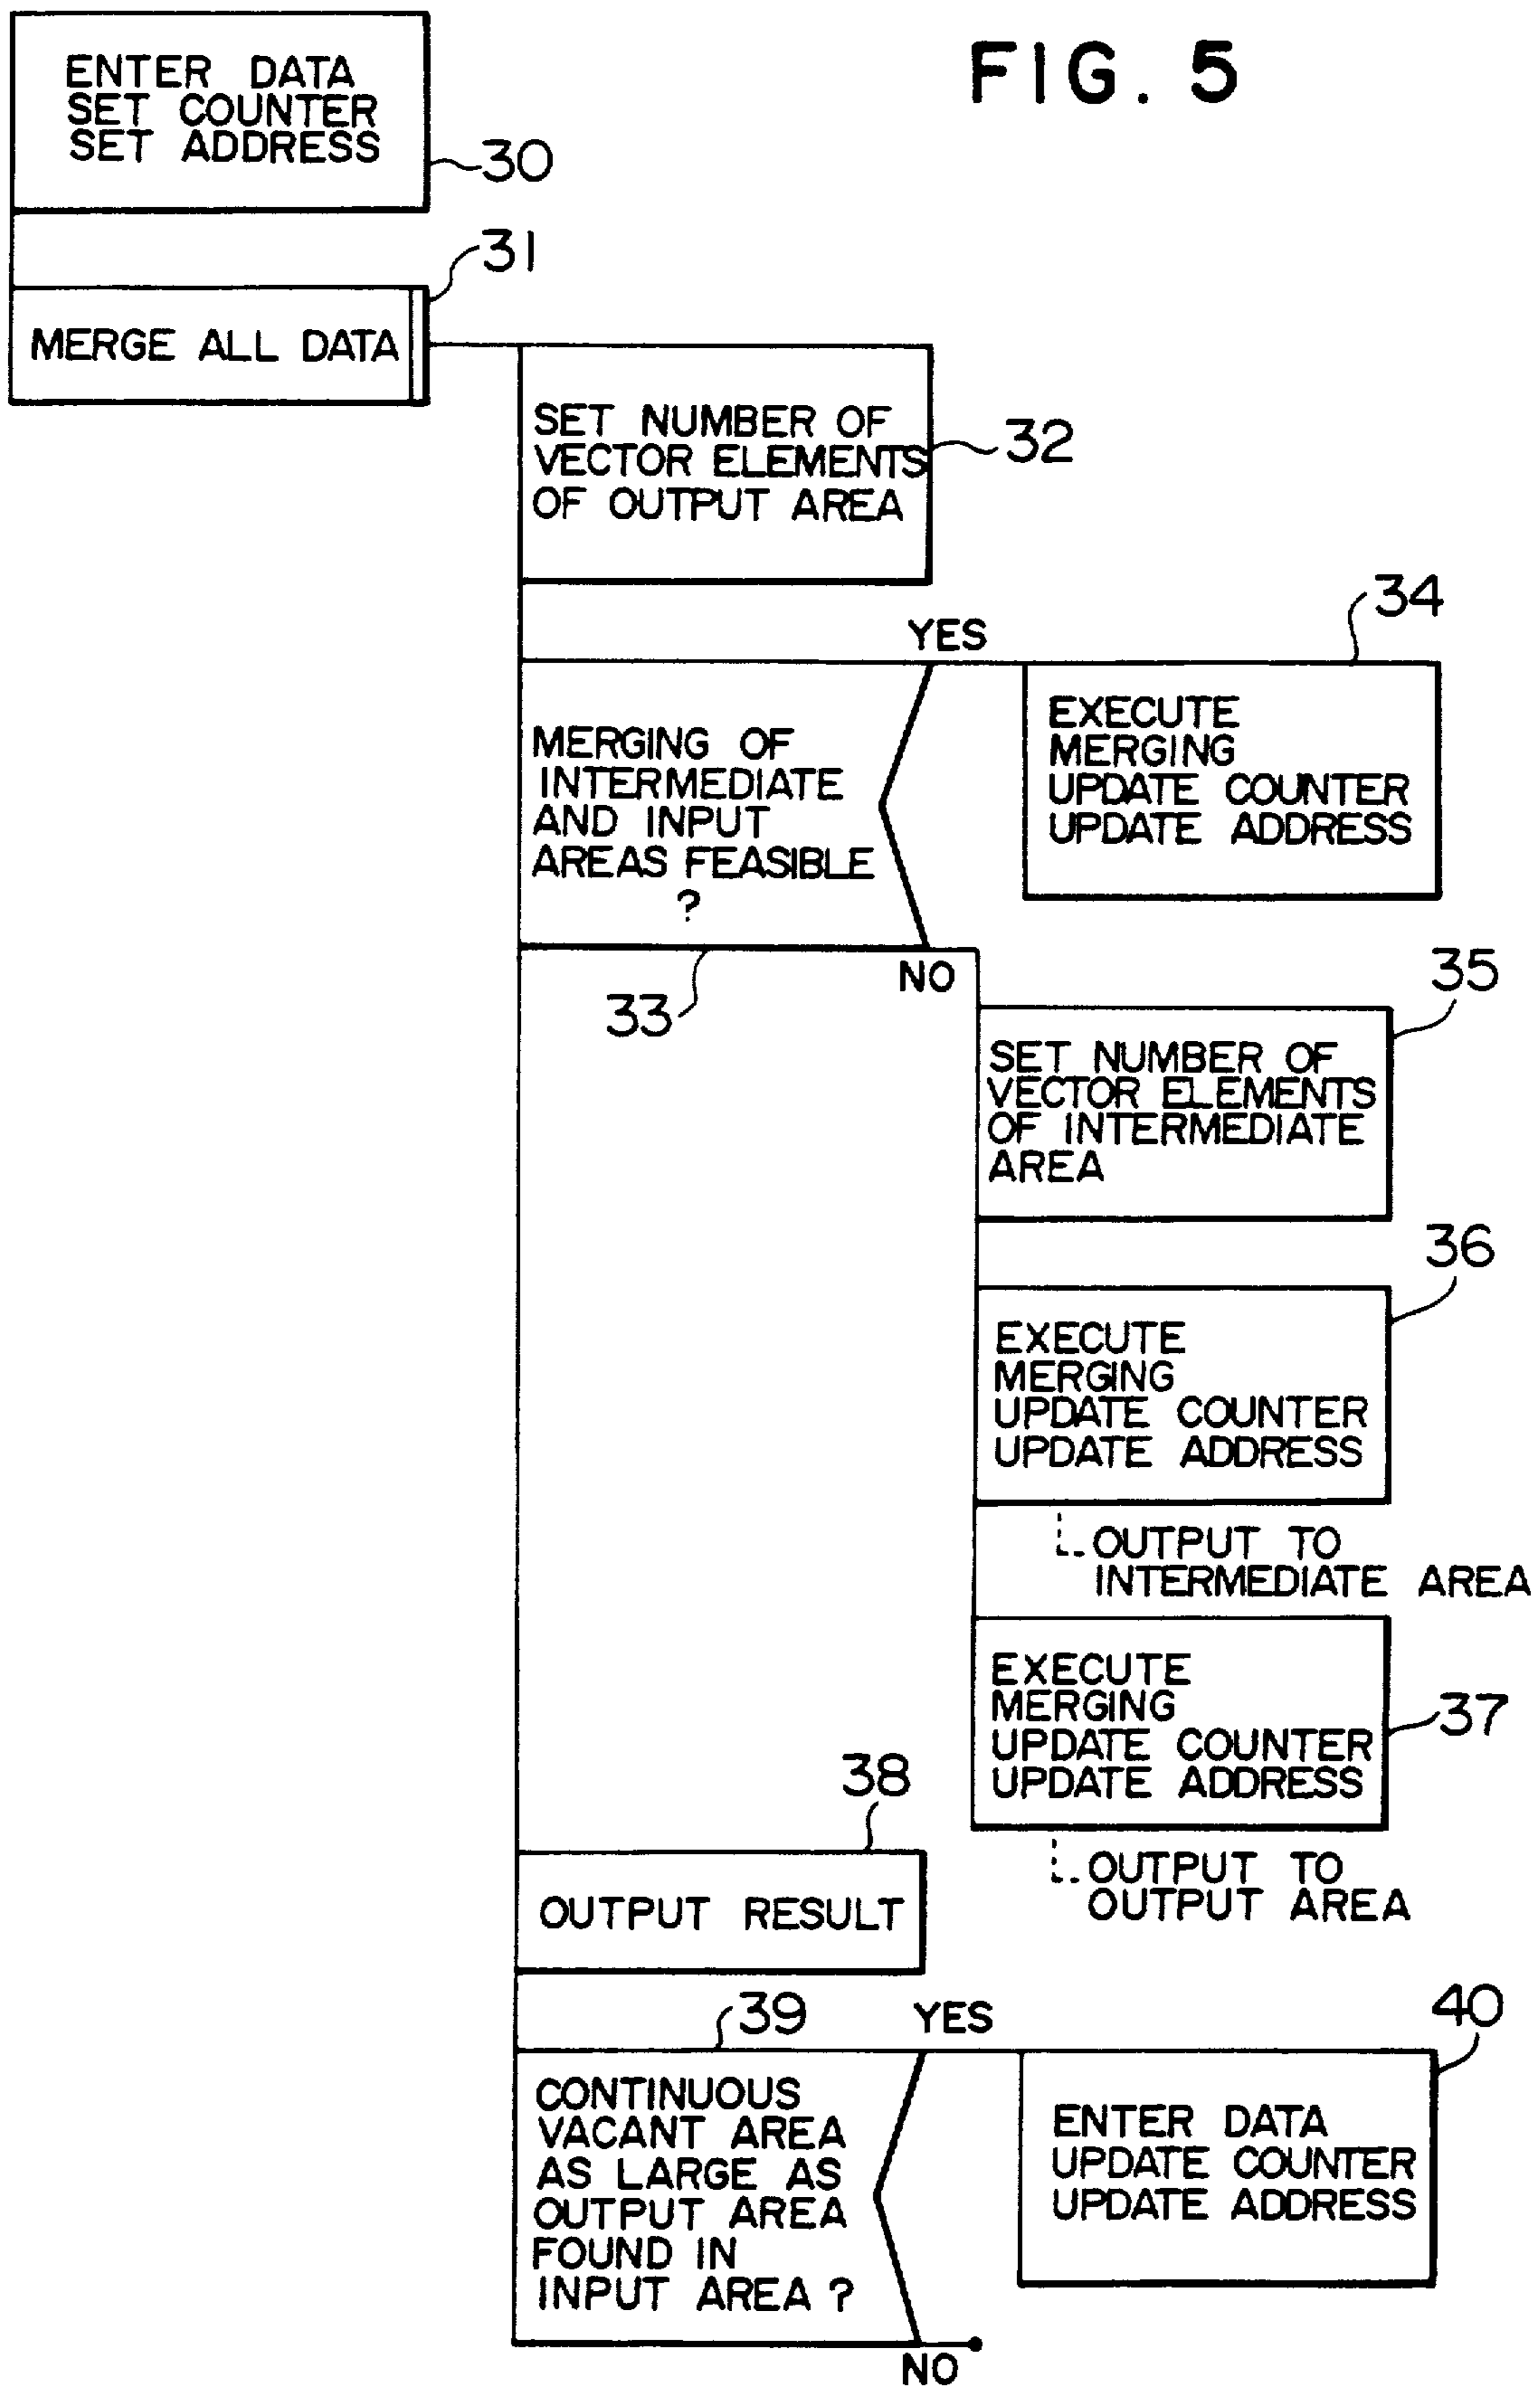 FIG. 5
ENTER DATA
SET COUNTER
SET ADDRESS
30
31
MERGE ALL DATA
SET NUMBER OF
VECTOR ELEMENTS
OF OUTPUT AREA
32
YES
34
MERGING OF
INTERMEDIATE
AND INPUT
AREAS FEASIBLE
?
EXECUTE
MERGING
UPDATE COUNTER
UPDATE ADDRESS
33
NO
35
SET NUMBER OF
VECTOR ELEMENTS
OF INTERMEDIATE
AREA
36
EXECUTE
MERGING
UPDATE COUNTER
UPDATE ADDRESS
OUTPUT TO
INTERMEDIATE AREA
EXECUTE
MERGING
UPDATE COUNTER
UPDATE ADDRESS
37
OUTPUT TO
OUTPUT AREA
38
OUTPUT RESULT
39
YES
40
CONTINUOUS
VACANT AREA
AS LARGE AS
OUTPUT AREA
FOUND IN
INPUT AREA ?
ENTER DATA
UPDATE COUNTER
UPDATE ADDRESS
NO